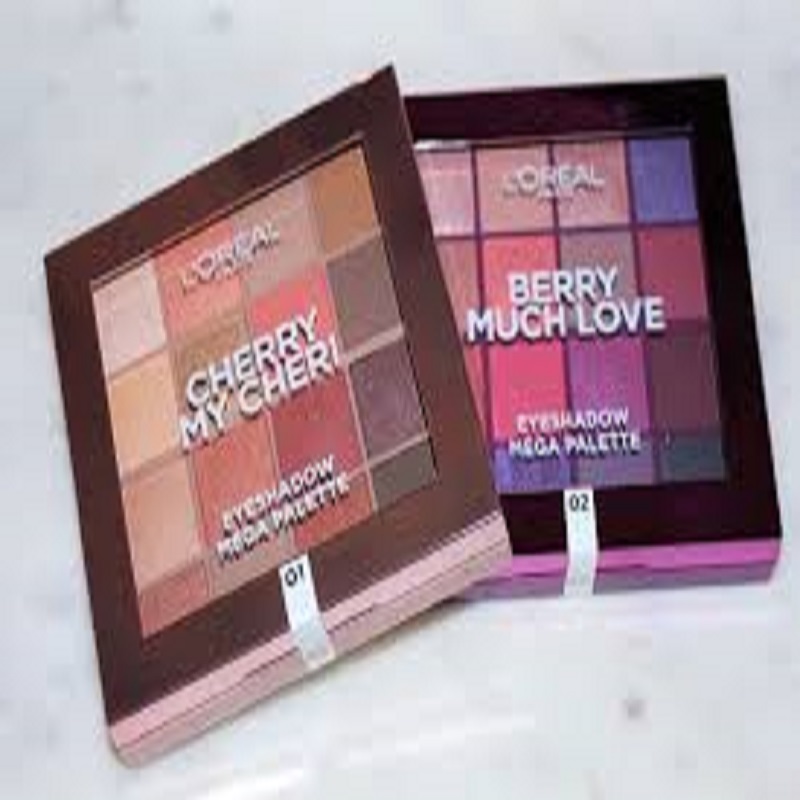 L'ORÉAL
CHERRY
MY CHERI
EYESHADOW
MEGA PALETTE
01
L'ORÉAL
BERRY
MUCH LOVE
EYESHADOW
MEGA PALETTE
02